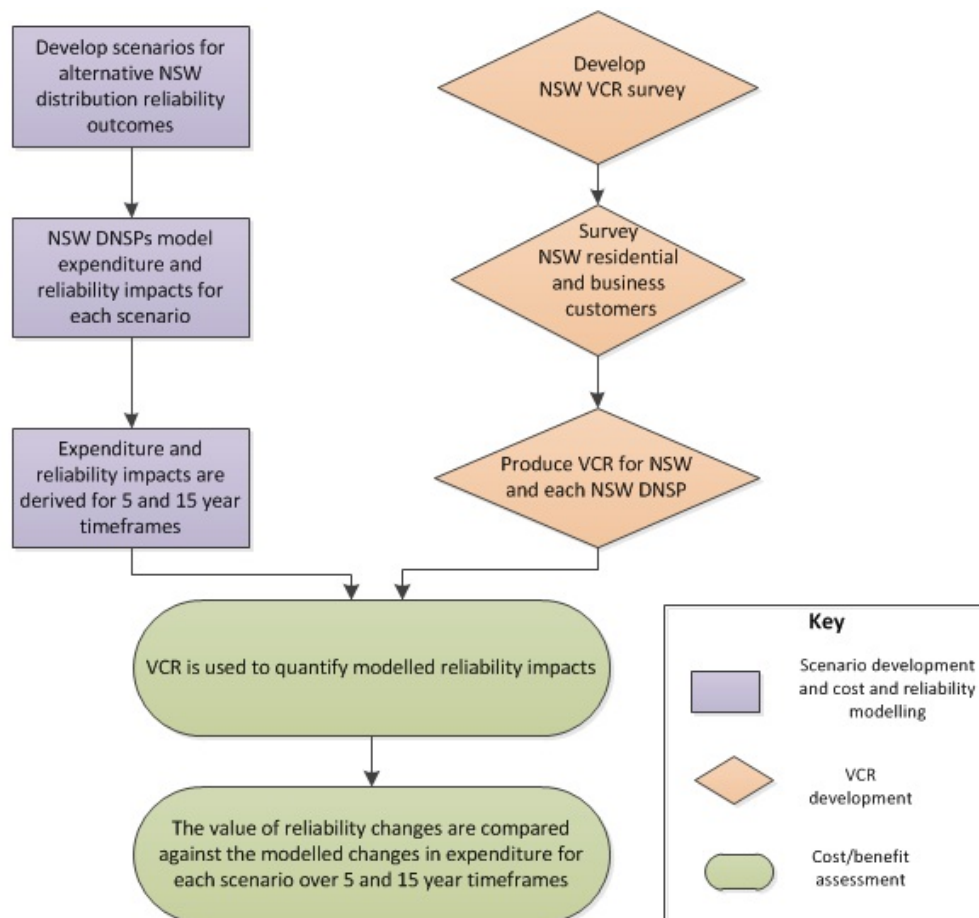 Develop scenarios for
alternative NSW
distribution reliability
outcomes
NSW DNSPs model
expenditure and
reliability impacts for
each scenario
Expenditure and
reliability impacts are
derived for 5 and 15 year
timeframes
Develop
NSW VCR survey
Survey
NSW residential
and business
customers
Produce VCR for NSW
and each NSW DNSP
VCR is used to quantify modelled reliability impacts
The value of reliability changes are compared
against the modelled changes in expenditure for
each scenario over 5 and 15 year timeframes
Key
Scenario development
and cost and reliability
modelling
VCR
development
Cost/benefit
assessment